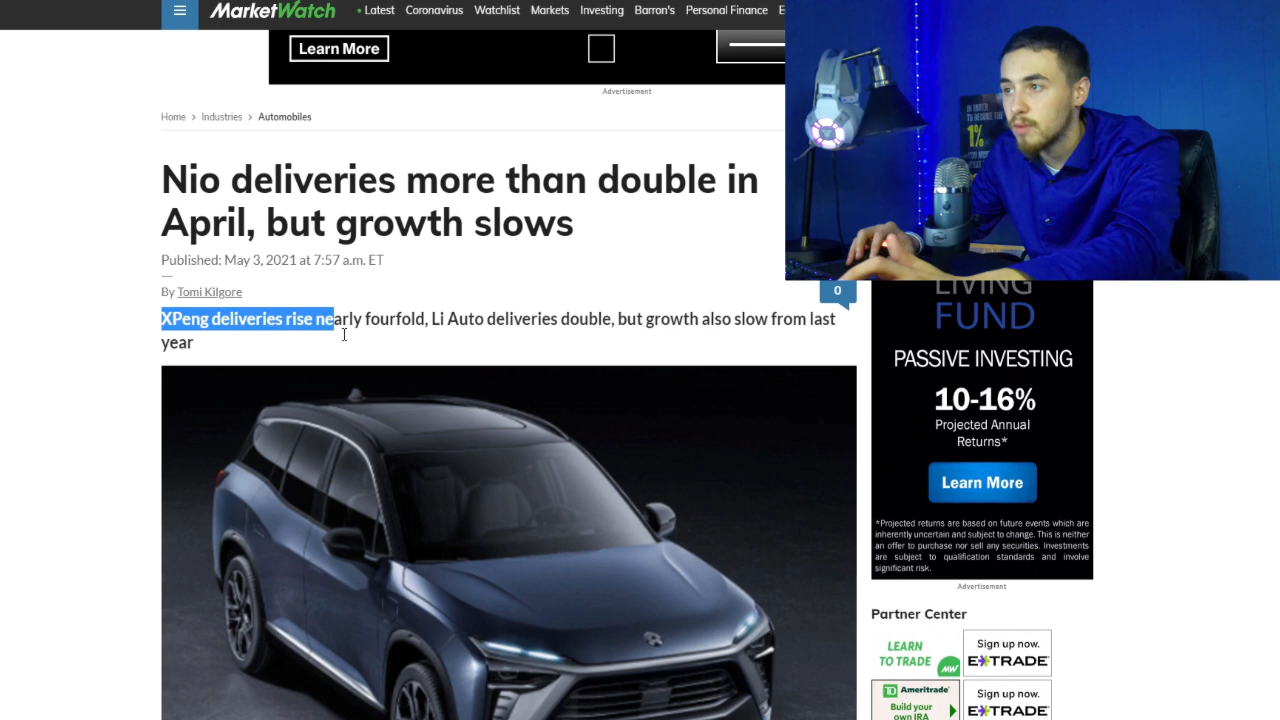 MarketWatch
• Latest Coronavirus Watchlist Markets Investing Barron's Personal Finance E
Learn More
Advertisement
Home > Industries > Automobiles
Nio deliveries more than double in
April, but growth slows
Published: May 3, 2021 at 7:57 a.m. ET
By Tomi Kilgore
0
XPeng deliveries rise nearly fourfold, Li Auto deliveries double, but growth also slow from last
year
1%
LIVING
FUND
PASSIVE INVESTING
10-16%
Projected Annual
Returns*
Learn More
*Projected returns are based on future events which are
inherently uncertain and subject to change. This is neither
an offer to purchase nor sell any securities. Investments
are subject to qualification standards and involve
significant risk.
Advertisement
Partner Center
LEARN
TO TRADE
MW
Sign up now.
E*TRADE
TD Ameritrade
Build your
own IRA
Sign up now.
E*TRADE